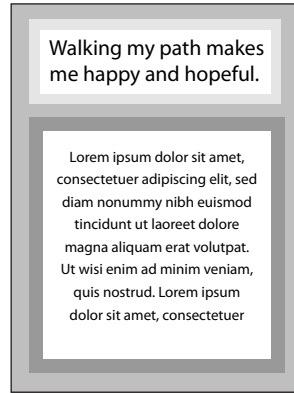 Walking my path makes
me happy and hopeful.
Lorem ipsum dolor sit amet,
consectetuer adipiscing elit, sed
diam nonummy nibh euismod
tincidunt ut laoreet dolore
magna aliquam erat volutpat.
Ut wisi enim ad minim veniam,
quis nostrud. Lorem ipsum
dolor sit amet, consectetuer